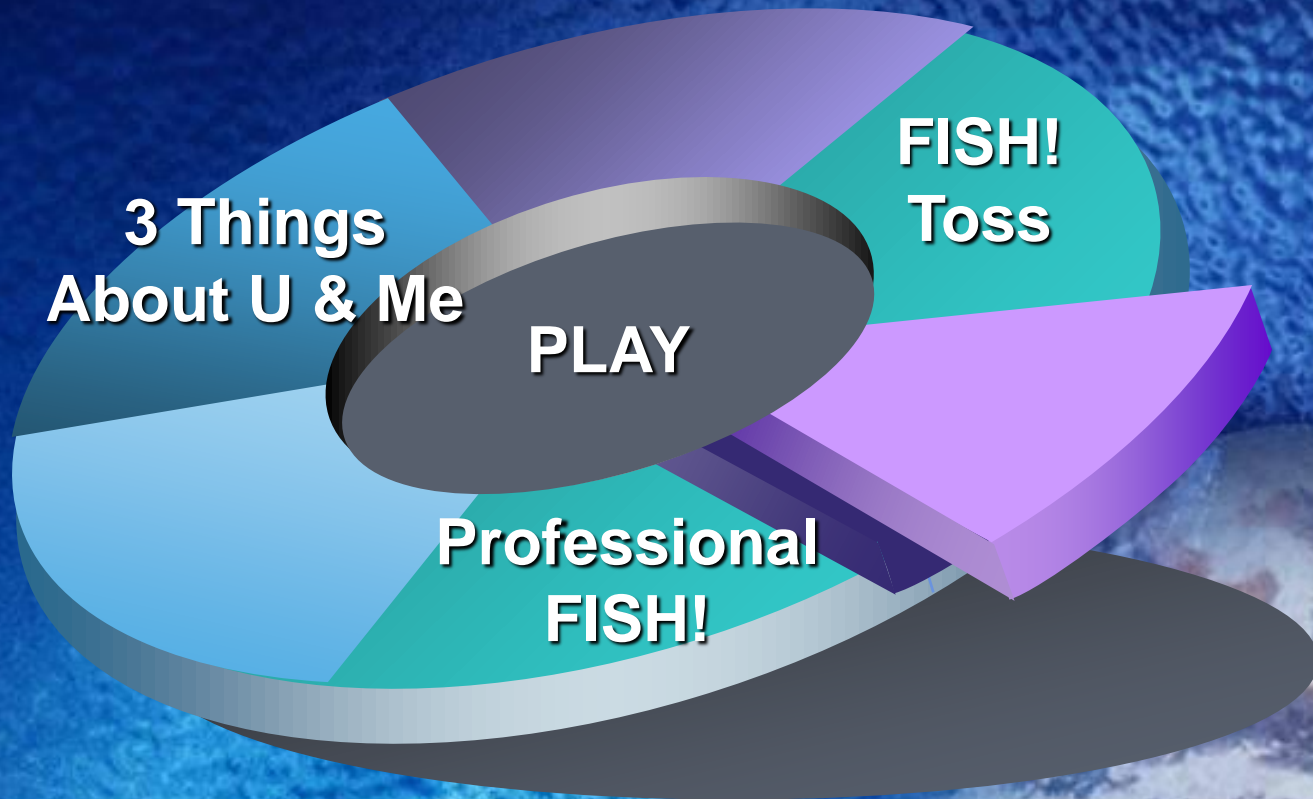 FISH!
Toss
3 Things
About U & Me
PLAY
Professional
FISH!